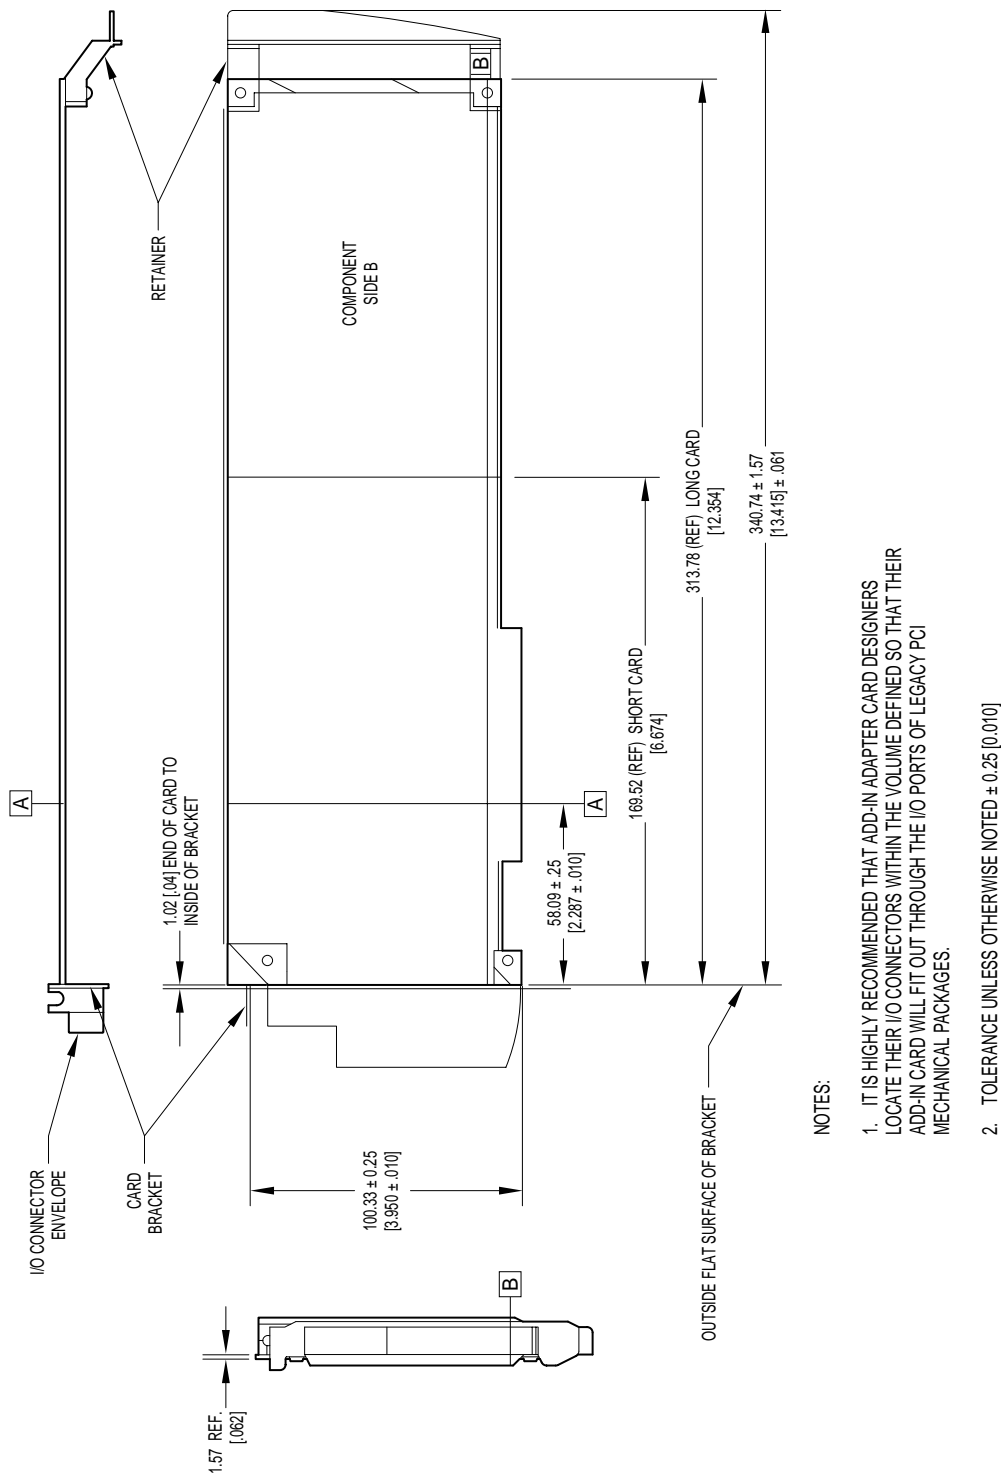 A
RETAINER
B
COMPONENT
SIDE B
I/O CONNECTOR
ENVELOPE
CARD
BRACKET
1.02 [.04] END OF CARD TO
INSIDE OF BRACKET
58.09 ± .25
[2.287 ± .010]
A
169.52 (REF) SHORT CARD
[6.674]
313.78 (REF) LONG CARD
[12.354]
340.74 ± 1.57
[13.415] ± .061
1.57 REF.
[.062]
100.33 ± 0.25
[3.950 ± .010]
B
OUTSIDE FLAT SURFACE OF BRACKET
NOTES:
1. IT IS HIGHLY RECOMMENDED THAT ADD-IN ADAPTER CARD DESIGNERS
LOCATE THEIR I/O CONNECTORS WITHIN THE VOLUME DEFINED SO THAT THEIR
ADD-IN CARD WILL FIT OUT THROUGH THE I/O PORTS OF LEGACY PCI
MECHANICAL PACKAGES.
2. TOLERANCE UNLESS OTHERWISE NOTED ± 0.25 [0.010]